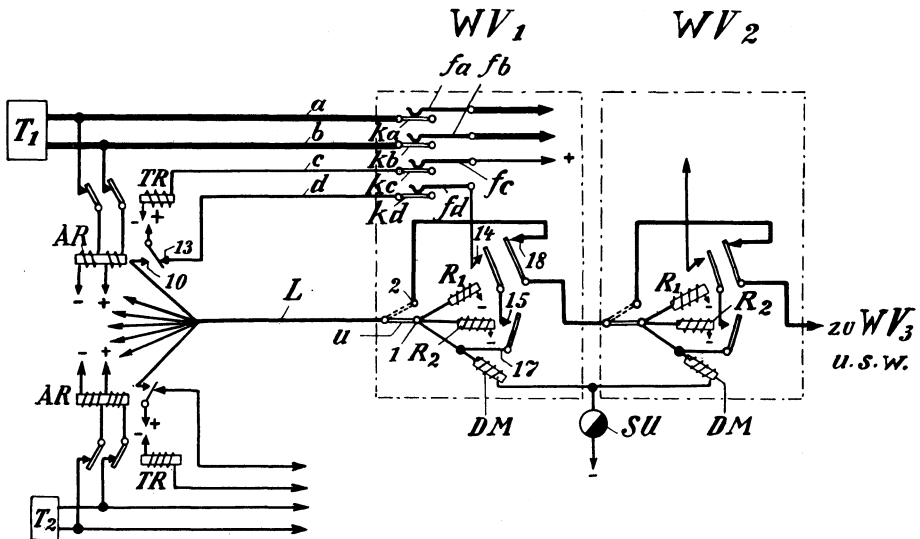 WV1 WV2
fa fb
T1 a ka
b kb
TR c kc fc +
d kd fd
AR - + 13 14 18
10 R1 - R1 -
L 2 15 R2
u 1 R2 - 17 - zu WV3
u.s.w.
- + DM DM
AR + SU
- -
TR
T2